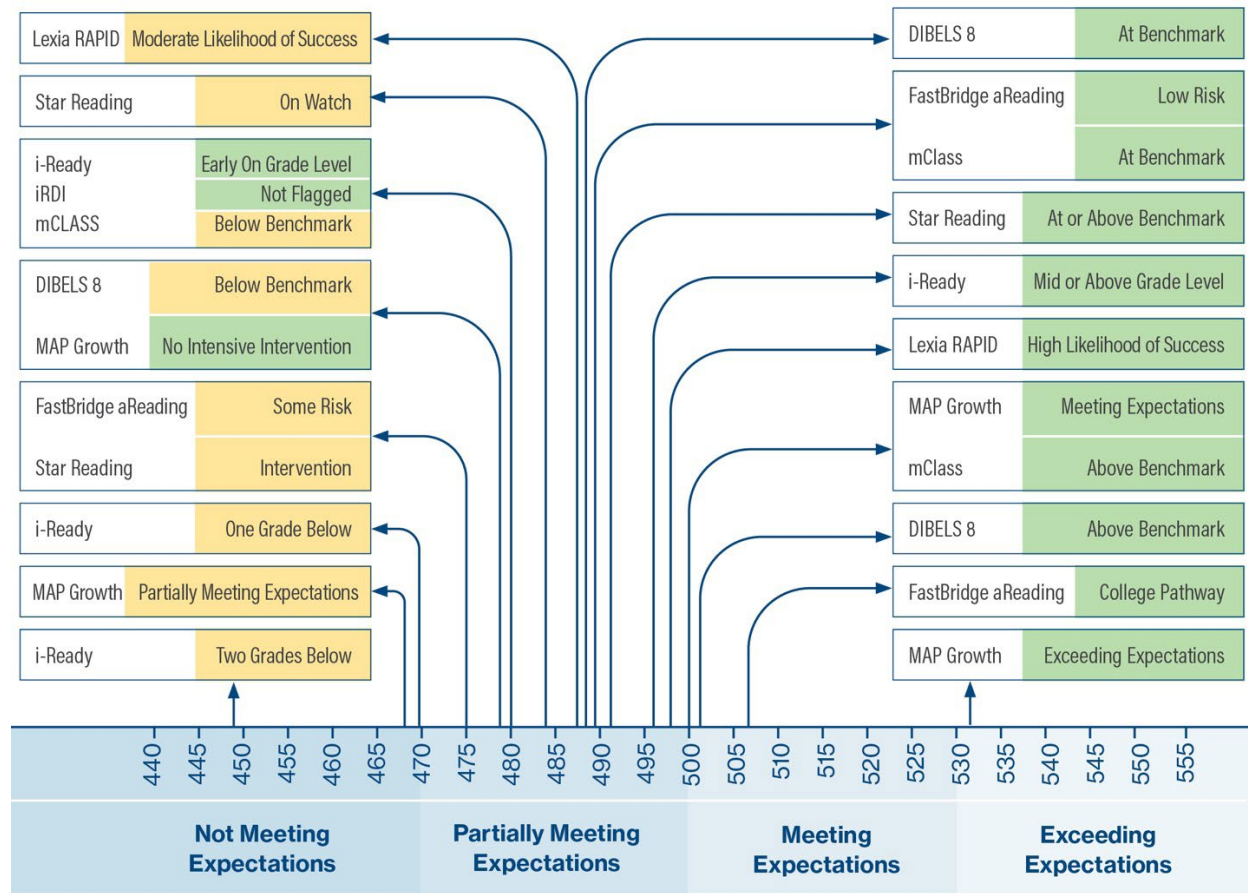 Lexia RAPID Moderate Likelihood of Success
Star Reading On Watch
i-Ready Early On Grade Level
iRDI Not Flagged
mCLASS Below Benchmark
DIBELS 8 Below Benchmark
MAP Growth No Intensive Intervention
FastBridge aReading Some Risk
Star Reading Intervention
i-Ready One Grade Below
MAP Growth Partially Meeting Expectations
i-Ready Two Grades Below
DIBELS 8 At Benchmark
FastBridge aReading Low Risk
mClass At Benchmark
Star Reading At or Above Benchmark
i-Ready Mid or Above Grade Level
Lexia RAPID High Likelihood of Success
MAP Growth Meeting Expectations
mClass Above Benchmark
DIBELS 8 Above Benchmark
FastBridge aReading College Pathway
MAP Growth Exceeding Expectations
440 445 450 455 460 465 470 475 480 485 490 495 500 505 510 515 520 525 530 535 540 545 550 555
Not Meeting
Expectations
Partially Meeting
Expectations
Meeting
Expectations
Exceeding
Expectations